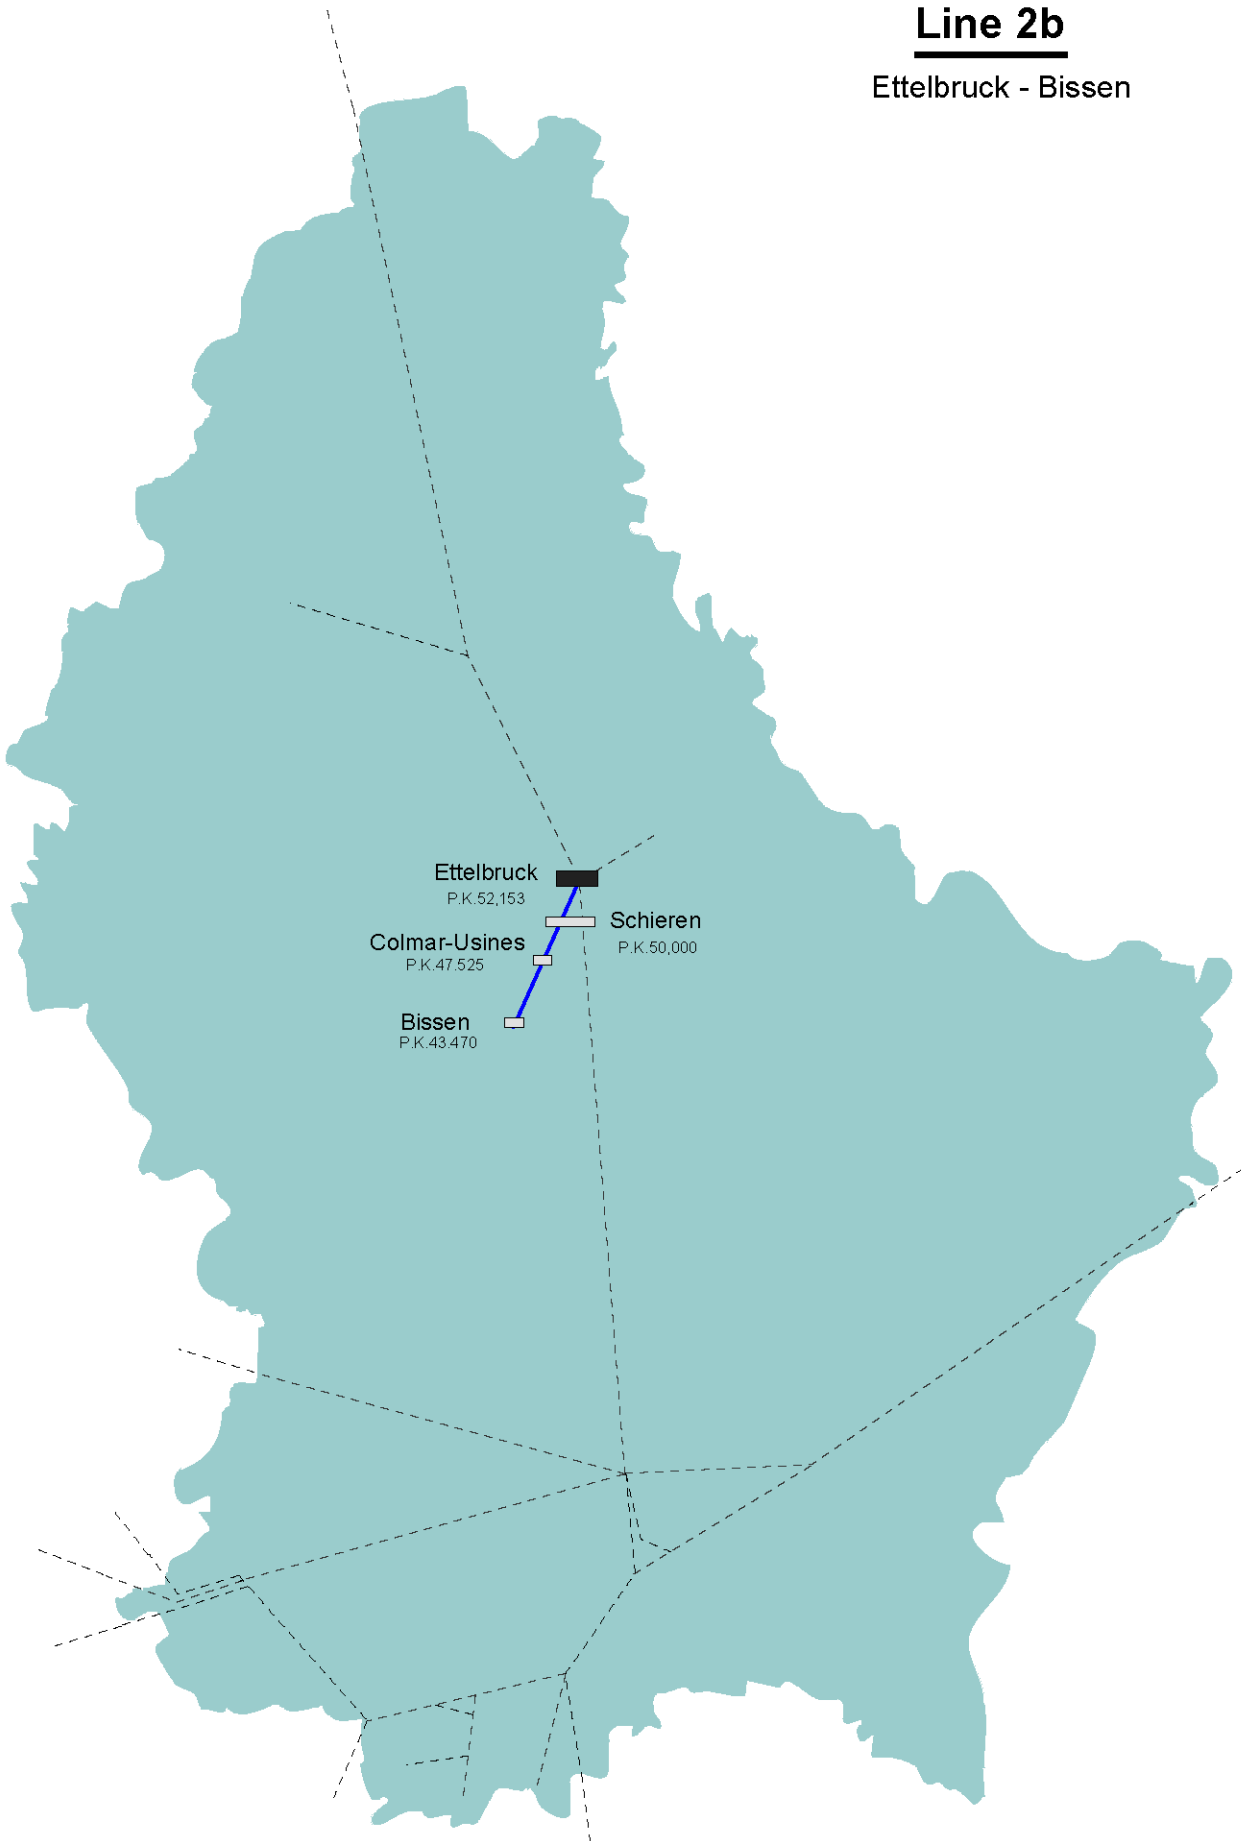 Line 2b
Ettelbruck - Bissen
Ettelbruck
P.K.52,153
Schieren
P.K.50,000
Colmar-Usines
P.K.47.525
Bissen
P.K.43.470